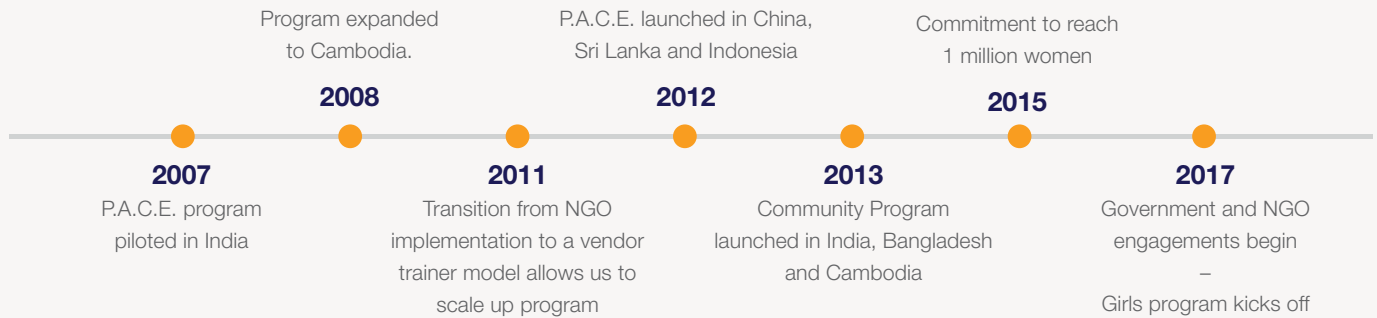 2007
P.A.C.E. program
piloted in India
Program expanded
to Cambodia.
2008
2011
Transition from NGO
implementation to a vendor
trainer model allows us to
scale up program
P.A.C.E. launched in China,
Sri Lanka and Indonesia
2012
2013
Community Program
launched in India, Bangladesh
and Cambodia
Commitment to reach
1 million women
2015
2017
Government and NGO
engagements begin
–
Girls program kicks off